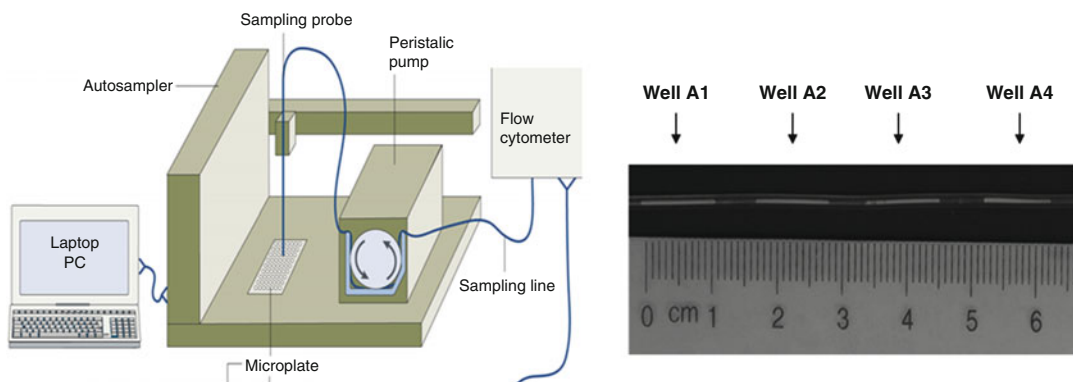 Sampling probe
Peristalic
pump
Autosampler
Flow
cytometer
Laptop
PC
Sampling line
Microplate
Well A1 Well A2 Well A3 Well A4
0 cm 1 2 3 4 5 6